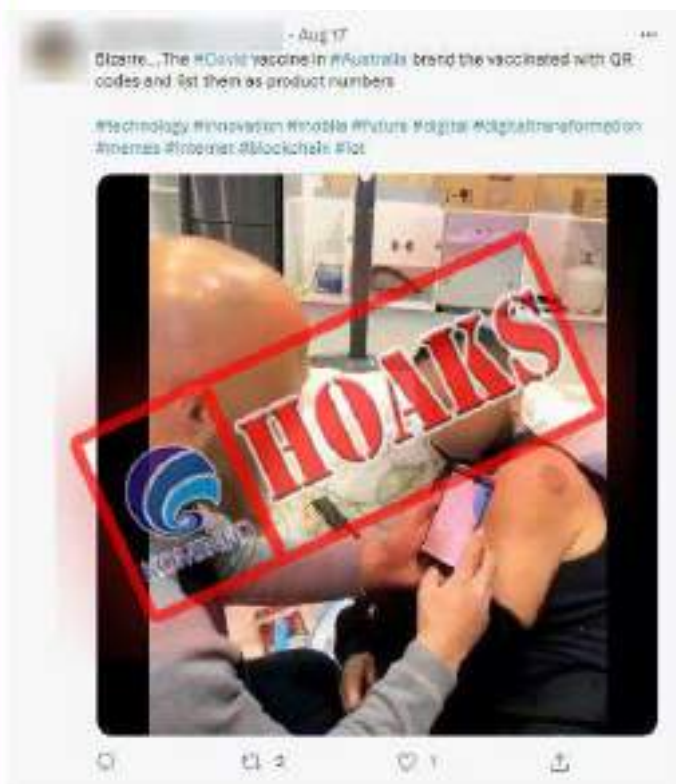 · Aug 17
Bizarre...The #Covid vaccine in #Australia brand the vaccinated with QR
codes and list them as product numbers
#technology #innovation #mobile #future #digital #digitaltransformation
#memes #internet #blockchain #iot
HOAKS
KOMINFO
2
1